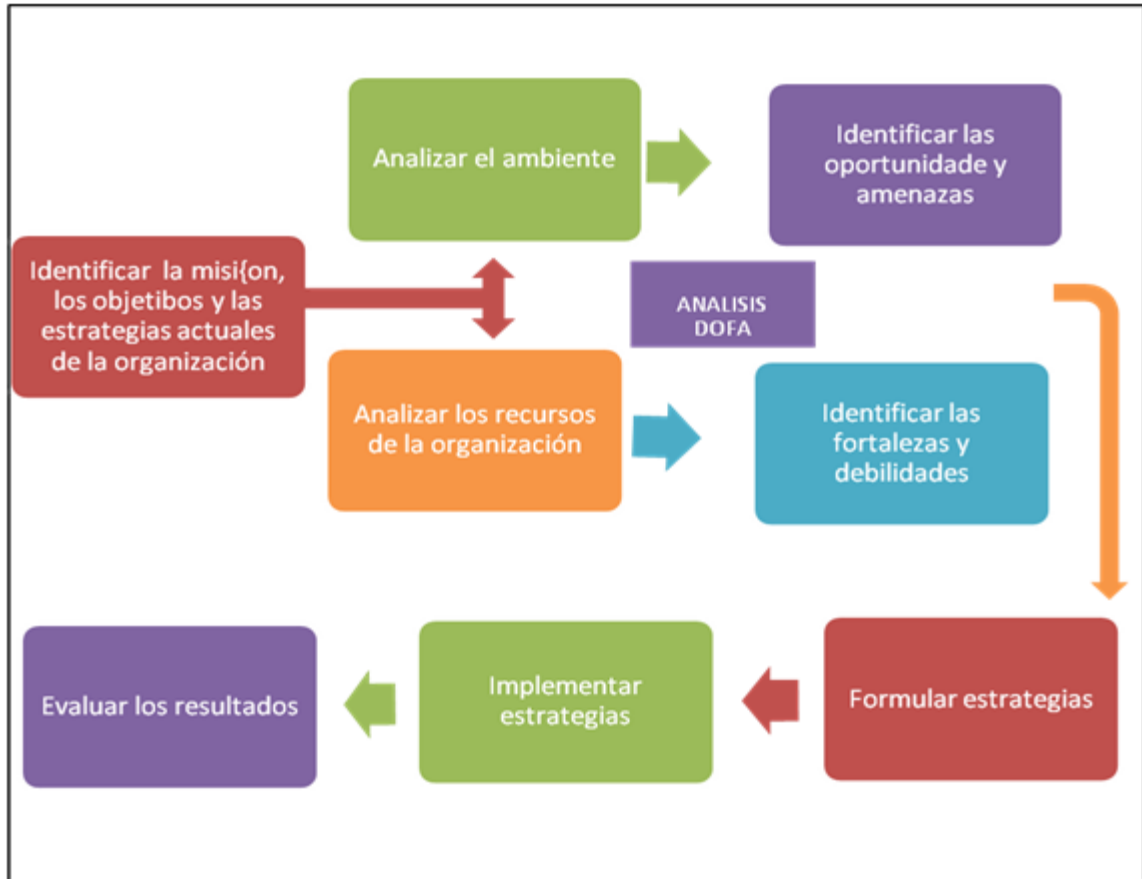 Analizar el ambiente
Identificar las
oportunidade y
amenazas
Identificar la misi{on,
los objetibos y las
estrategias actuales
de la organización
ANALISIS
DOFA
Analizar los recursos
de la organización
Identificar las
fortalezas y
debilidades
Evaluar los resultados
Implementar
estrategias
Formular estrategias